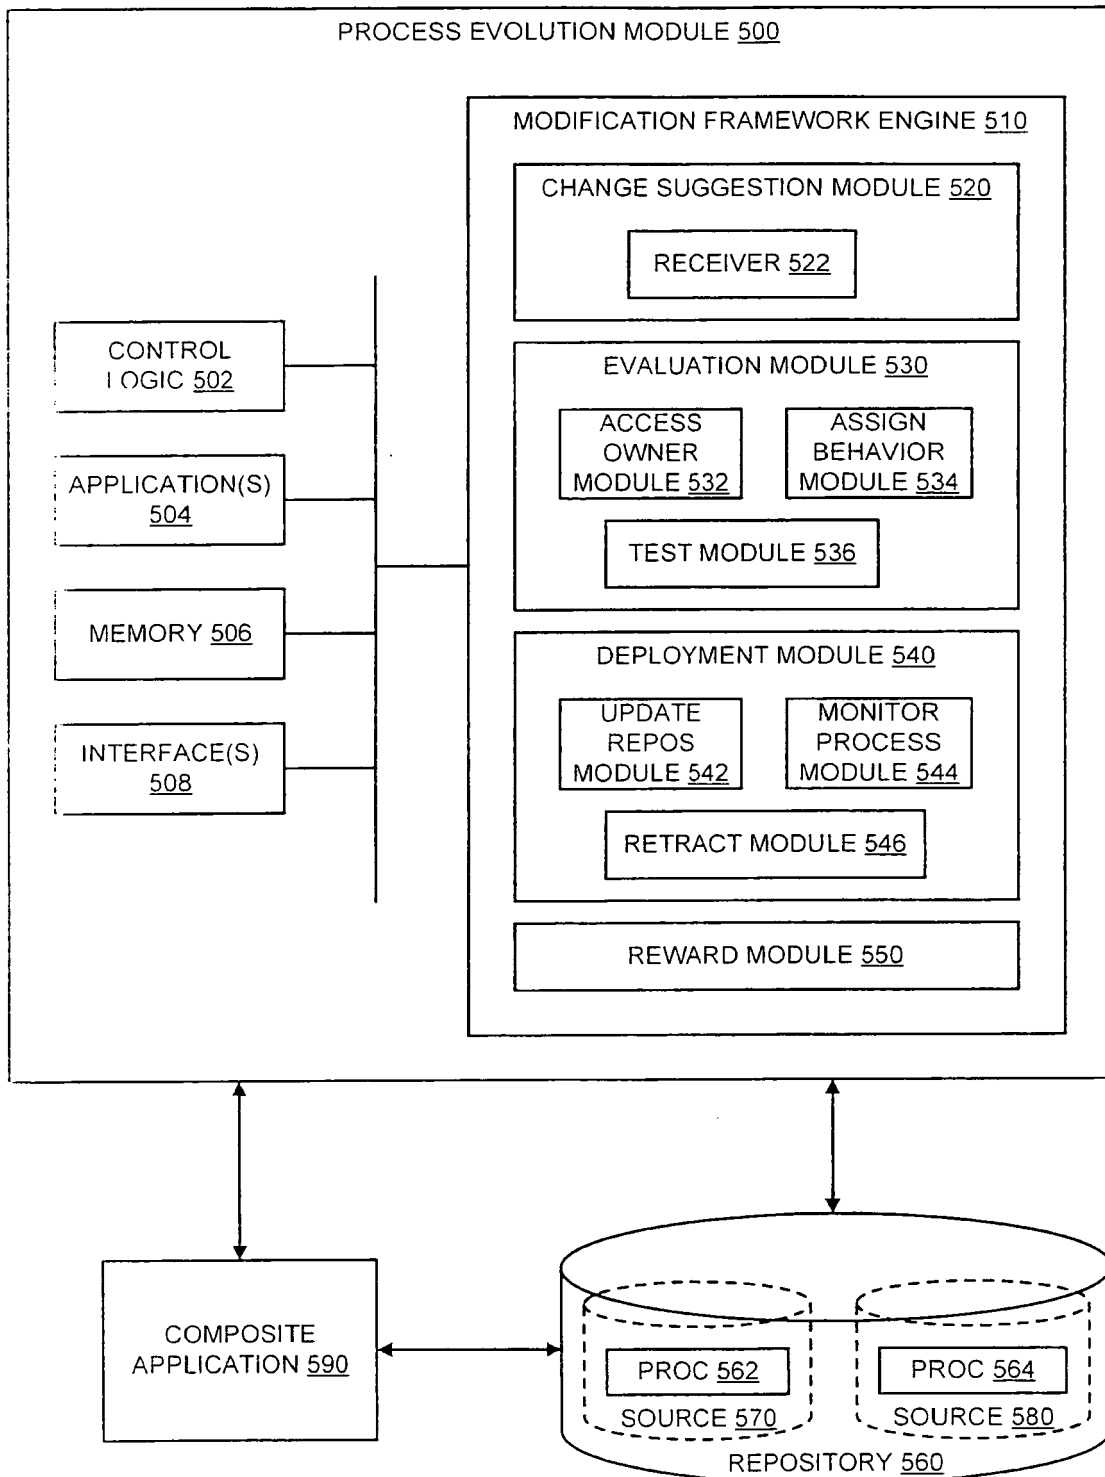 PROCESS EVOLUTION MODULE 500
MODIFICATION FRAMEWORK ENGINE 510
CHANGE SUGGESTION MODULE 520
RECEIVER 522
CONTROL
LOGIC 502
APPLICATION(S)
504
MEMORY 506
INTERFACE(S)
508
EVALUATION MODULE 530
ACCESS
OWNER
MODULE 532
ASSIGN
BEHAVIOR
MODULE 534
TEST MODULE 536
DEPLOYMENT MODULE 540
UPDATE
REPOS
MODULE 542
MONITOR
PROCESS
MODULE 544
RETRACT MODULE 546
REWARD MODULE 550
COMPOSITE
APPLICATION 590
PROC 562
SOURCE 570
PROC 564
SOURCE 580
REPOSITORY 560